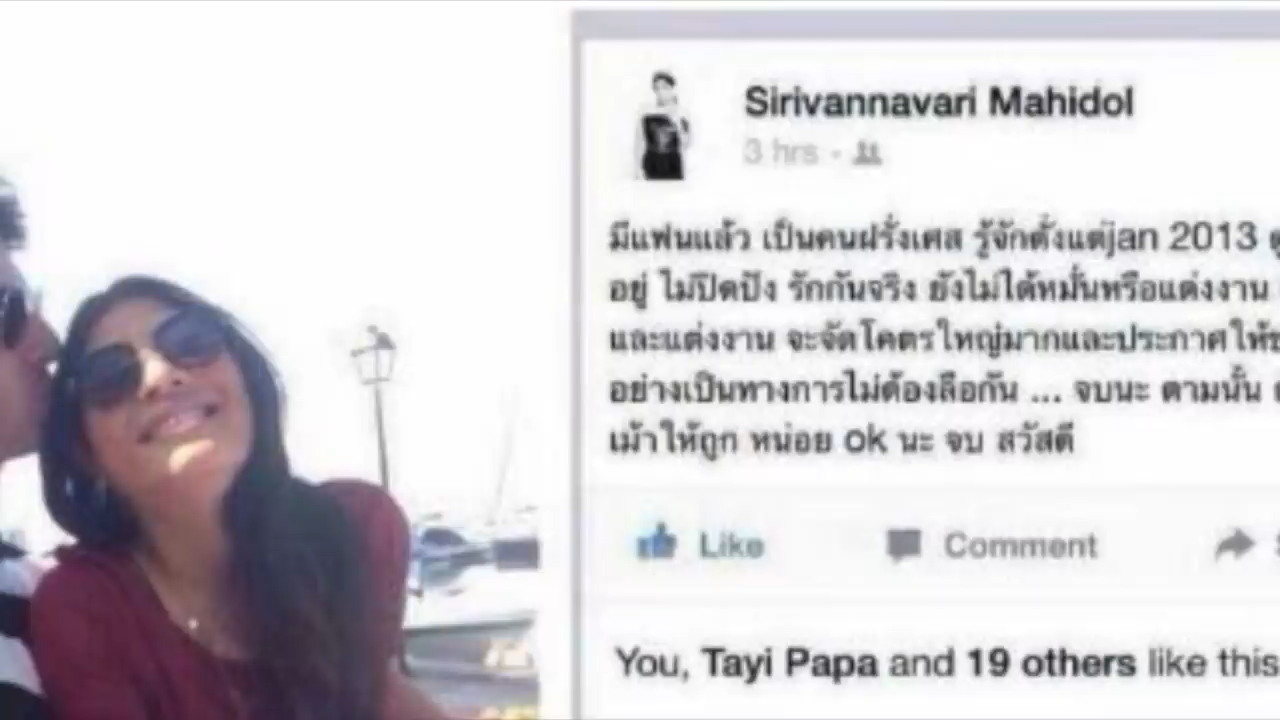 Sirivannavari Mahidol
3 hrs
มีแฟนแล้ว เป็นคนฝรั่งเศส รู้จักตั้งแต่jan 2013
อยู่ ไม่ปิดปัง รักกันจริง ยังไม่ได้หมั้นหรือแต่งงาน
และแต่งงาน จะจัดโคตรใหญ่มากและประกาศให้
อย่างเป็นทางการไม่ต้องลือกัน ... จบนะ ตามนั้น
เม้าให้ถูก หน่อย ok นะ จบ สวัสดี
Like Comment
You, Tayi Papa and 19 others like this